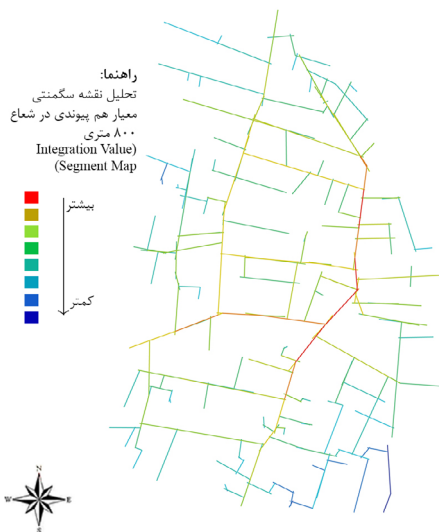 راهنما:
تحلیل نقشه سگمنتی
معیار هم پیوندی در شعاع
۸۰۰ متری
Integration Value)
(Segment Map
بیشتر
کمتر
N
W E
S